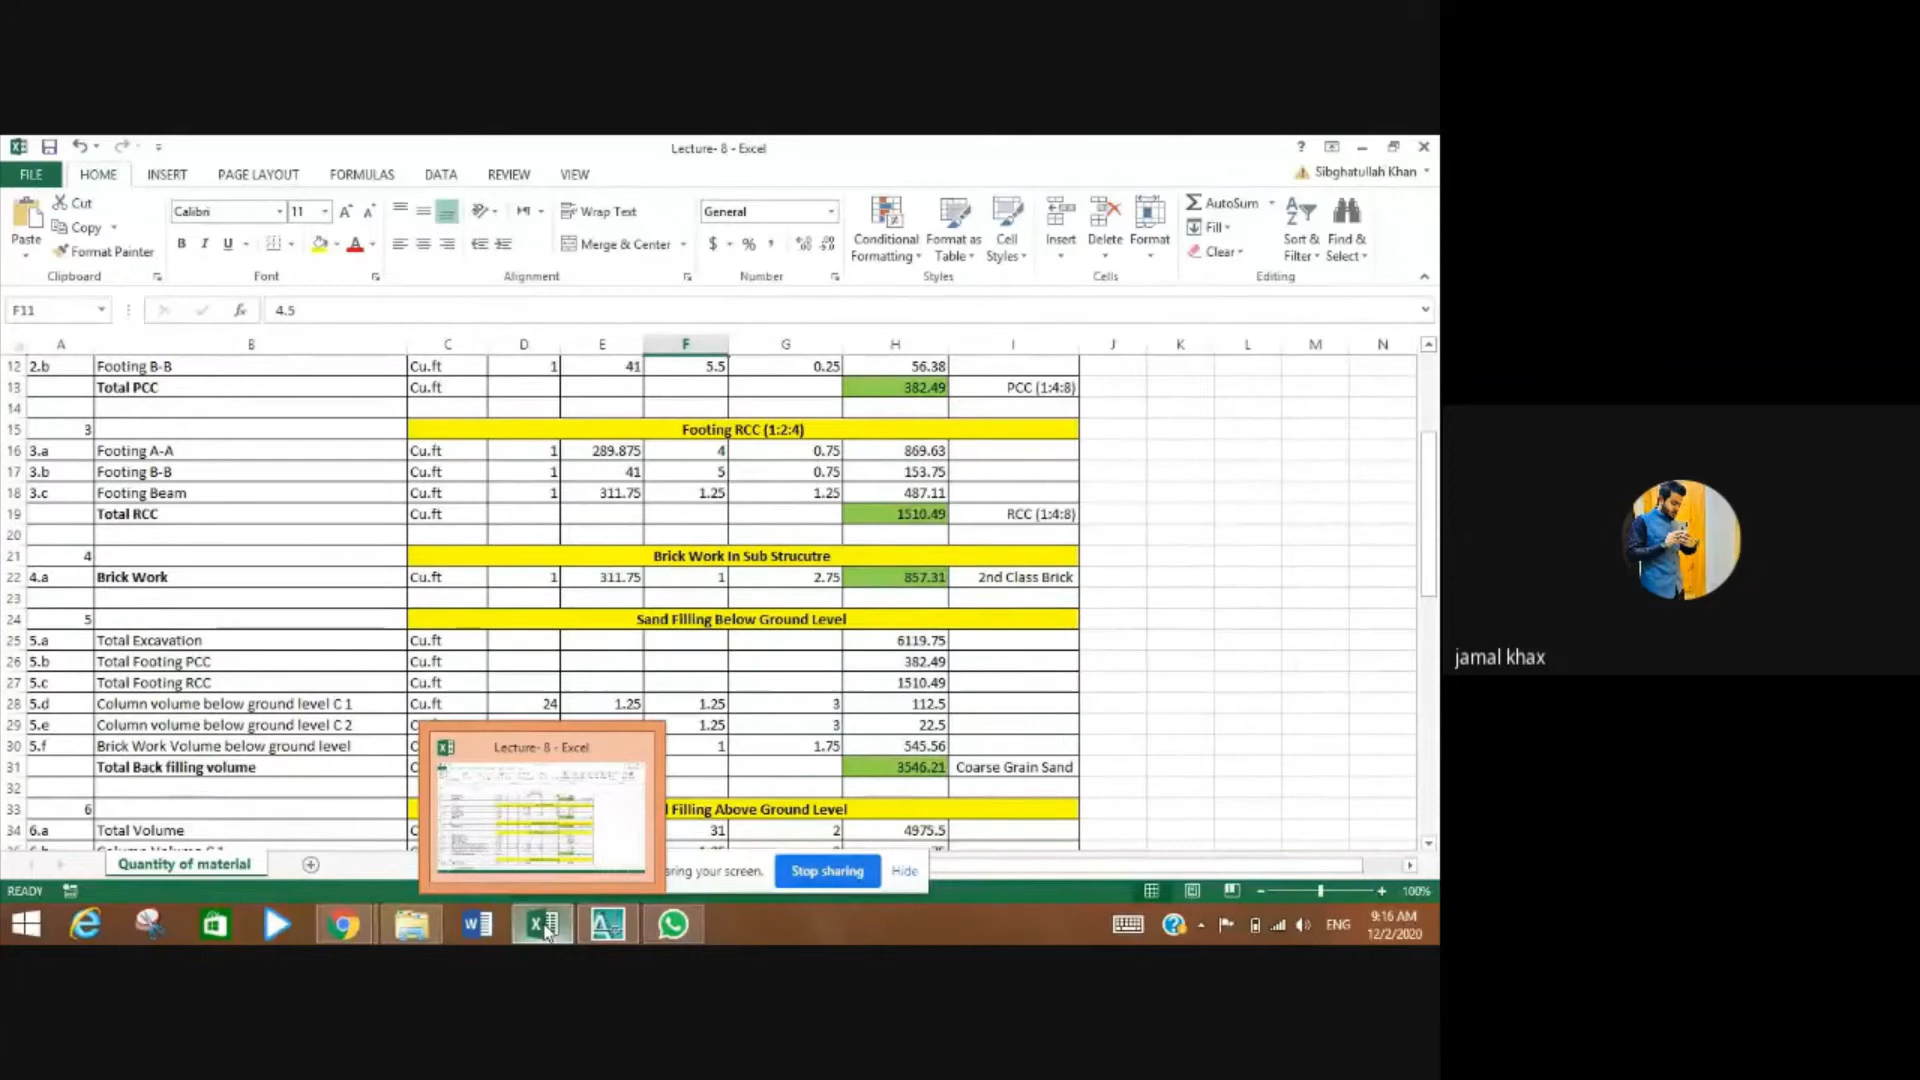 Lecture- 8 - Excel
FILE HOME INSERT PAGE LAYOUT FORMULAS DATA REVIEW VIEW Sibghatullah Khan
Cut
Copy
Format Painter
Paste
Calibri 11
B I U
Wrap Text
Merge & Center
General
$ % ,
Conditional Formatting
Format as Table
Cell Styles
Insert Delete Format
AutoSum
Fill
Clear
Sort & Filter
Find & Select
Clipboard Font Alignment Number Styles Cells Editing
F11 fx 4.5
A B C D E F G H I J K L M N
12 2.b Footing B-B Cu.ft 1 41 5.5 0.25 56.38
13 Total PCC Cu.ft 382.49 PCC (1:4:8)
14
15 3 Footing RCC (1:2:4)
16 3.a Footing A-A Cu.ft 1 289.875 4 0.75 869.63
17 3.b Footing B-B Cu.ft 1 41 5 0.75 153.75
18 3.c Footing Beam Cu.ft 1 311.75 1.25 1.25 487.11
19 Total RCC Cu.ft 1510.49 RCC (1:4:8)
20
21 4 Brick Work In Sub Strucutre
22 4.a Brick Work Cu.ft 1 311.75 1 2.75 857.31 2nd Class Brick
23
24 5 Sand Filling Below Ground Level
25 5.a Total Excavation Cu.ft 6119.75
26 5.b Total Footing PCC Cu.ft 382.49
27 5.c Total Footing RCC Cu.ft 1510.49
28 5.d Column volume below ground level C 1 Cu.ft 24 1.25 1.25 3 112.5
29 5.e Column volume below ground level C 2 1.25 3 22.5
30 5.f Brick Work Volume below ground level 1 1.75 545.56
31 Total Back filling volume 3546.21 Coarse Grain Sand
32
33 6 Filling Above Ground Level
34 6.a Total Volume 31 2 4975.5
Lecture- 8 - Excel
Quantity of material
your screen. Stop sharing Hide
READY 100%
ENG
9:16 AM
12/2/2020
jamal khax